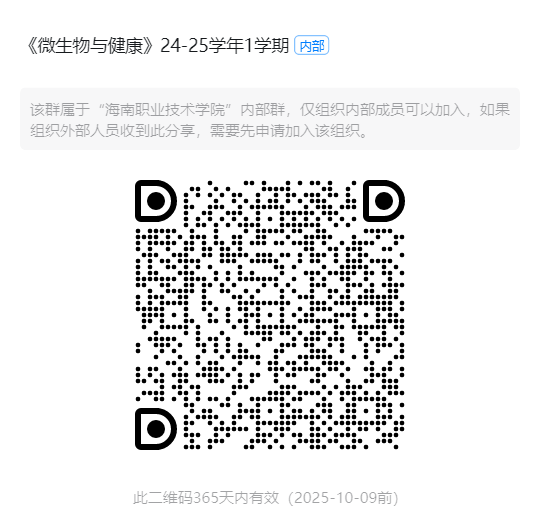 《微生物与健康》24-25学年1学期 内部
该群属于“海南职业技术学院”内部群，仅组织内部成员可以加入，如果
组织外部人员收到此分享，需要先申请加入该组织。
此二维码365天内有效（2025-10-09前）